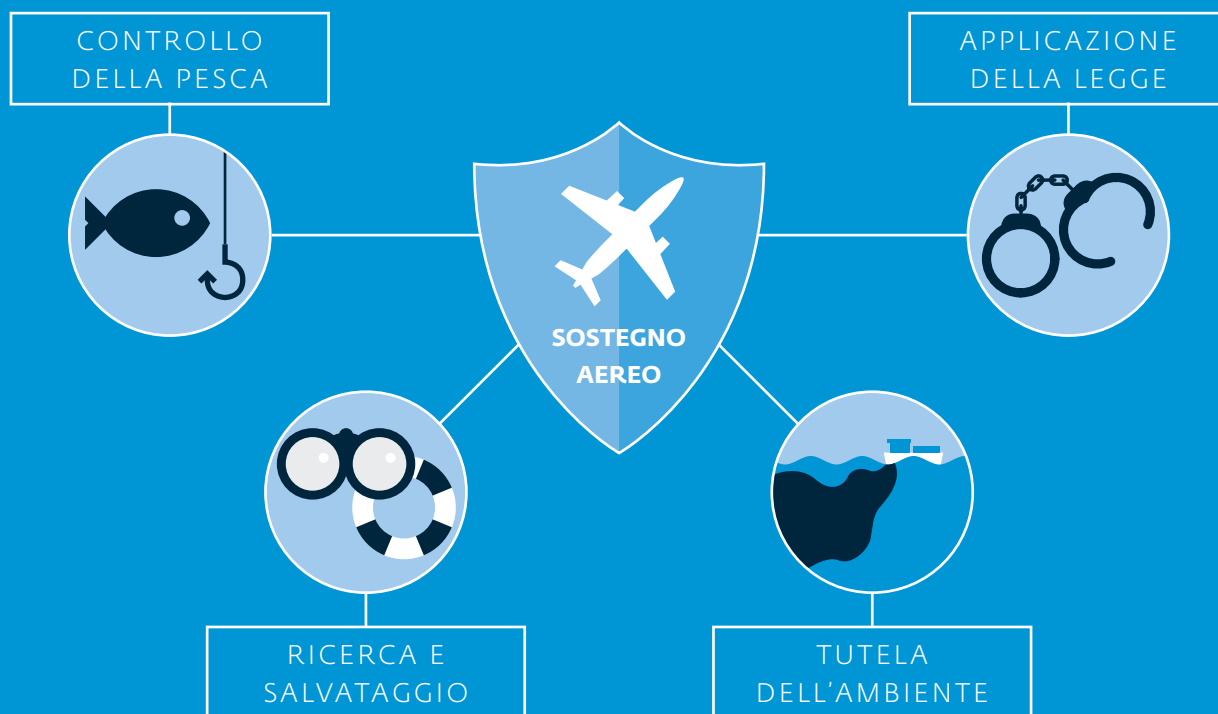 CONTROLLO
DELLA PESCA
APPLICAZIONE
DELLA LEGGE
SOSTEGNO
AEREO
RICERCA E
SALVATAGGIO
TUTELA
DELL'AMBIENTE